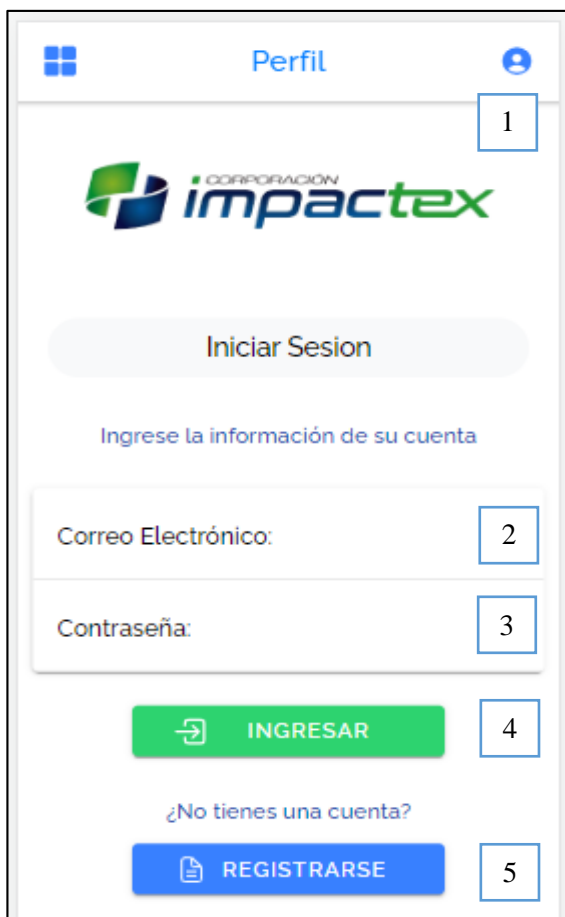 Perfil
1
CORPORACIÓN
impactex
Iniciar Sesion
Ingrese la información de su cuenta
Correo Electrónico:
2
Contraseña:
3
INGRESAR
4
¿No tienes una cuenta?
REGISTRARSE
5